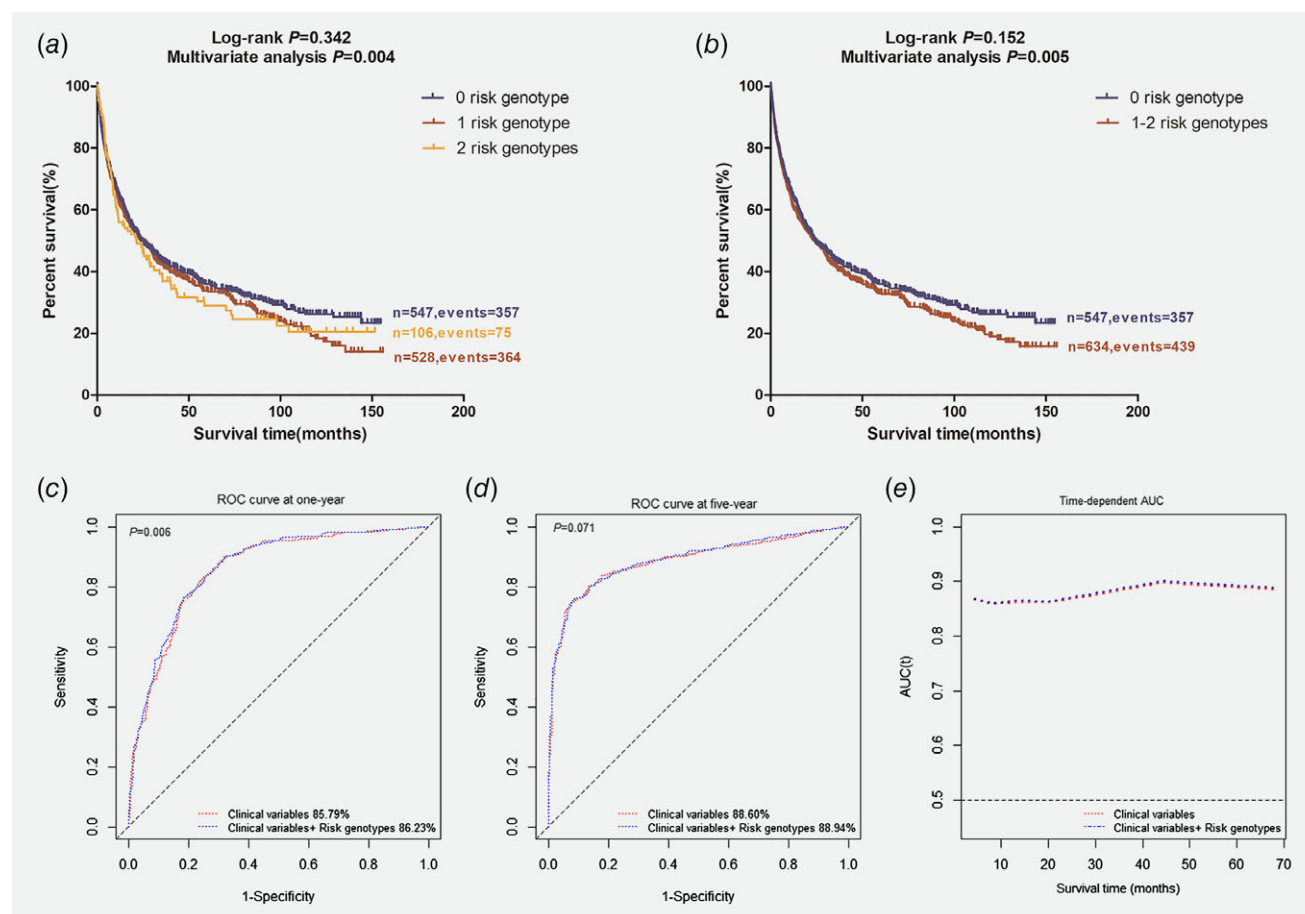 (a)
Log-rank P=0.342
Multivariate analysis P=0.004
0 risk genotype
1 risk genotype
2 risk genotypes
Percent survival(%)
100
80
60
40
20
0
n=547,events=357
n=106,events=75
n=528,events=364
0 50 100 150 200
Survival time(months)
(b)
Log-rank P=0.152
Multivariate analysis P=0.005
0 risk genotype
1-2 risk genotypes
Percent survival(%)
100
80
60
40
20
0
n=547,events=357
n=634,events=439
0 50 100 150 200
Survival time(months)
(c)
ROC curve at one-year
P=0.006
Sensitivity
1.0
0.8
0.6
0.4
0.2
0.0
Clinical variables 85.79%
Clinical variables+ Risk genotypes 86.23%
0.0 0.2 0.4 0.6 0.8 1.0
1-Specificity
(d)
ROC curve at five-year
P=0.071
Sensitivity
1.0
0.8
0.6
0.4
0.2
0.0
Clinical variables 88.60%
Clinical variables+ Risk genotypes 88.94%
0.0 0.2 0.4 0.6 0.8 1.0
1-Specificity
(e)
Time-dependent AUC
AUC(t)
1.0
0.9
0.8
0.9
0.6
0.5
Clinical variables
Clinical variables+ Risk genotypes
10 20 30 40 50 60 70
Survival time (months)